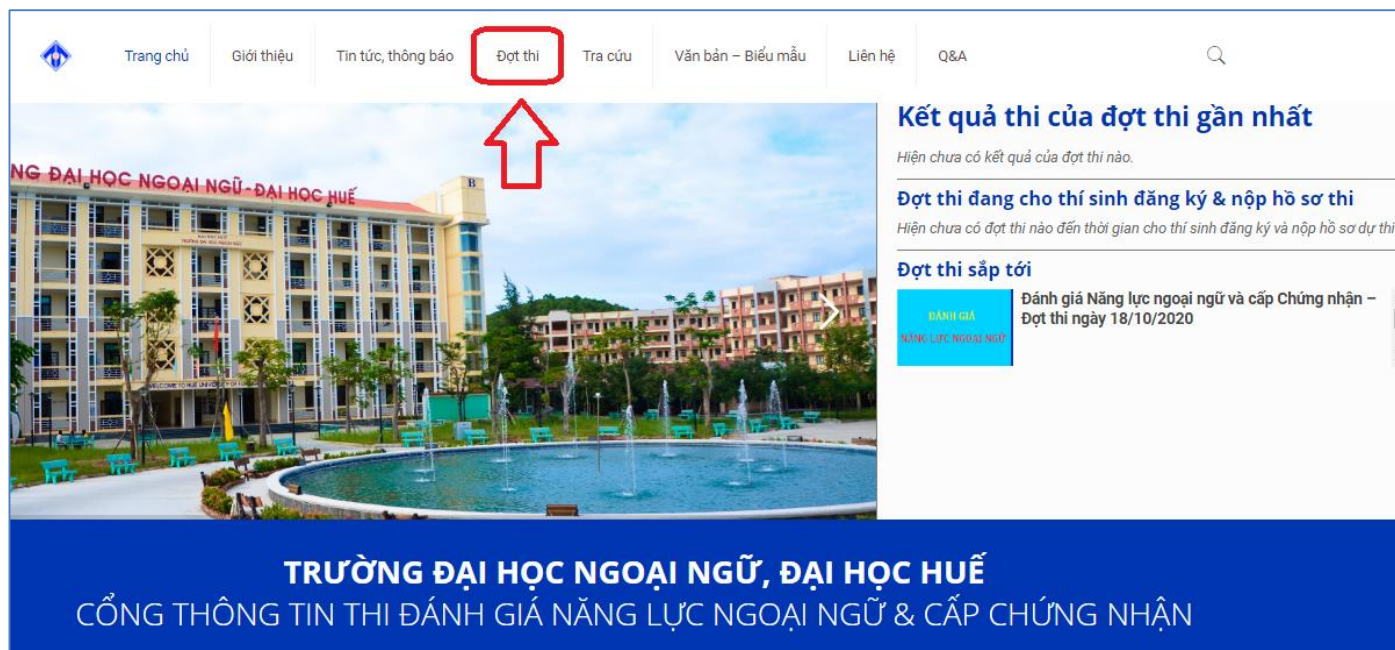 Trang chủ
Giới thiệu
Tin tức, thông báo
Đợt thi
Tra cứu
Văn bản – Biểu mẫu
Liên hệ
Q&A
NG ĐẠI HỌC NGOẠI NGỮ - ĐẠI HỌC HUẾ
B
Kết quả thi của đợt thi gần nhất
Hiện chưa có kết quả của đợt thi nào.
Đợt thi đang cho thí sinh đăng ký & nộp hồ sơ thi
Hiện chưa có đợt thi nào đến thời gian cho thí sinh đăng ký và nộp hồ sơ dự thi
Đợt thi sắp tới
ĐÁNH GIÁ
NĂNG LỰC NGOẠI NGỮ
Đánh giá Năng lực ngoại ngữ và cấp Chứng nhận –
Đợt thi ngày 18/10/2020
TRƯỜNG ĐẠI HỌC NGOẠI NGỮ, ĐẠI HỌC HUẾ
CỔNG THÔNG TIN THI ĐÁNH GIÁ NĂNG LỰC NGOẠI NGỮ & CẤP CHỨNG NHẬN